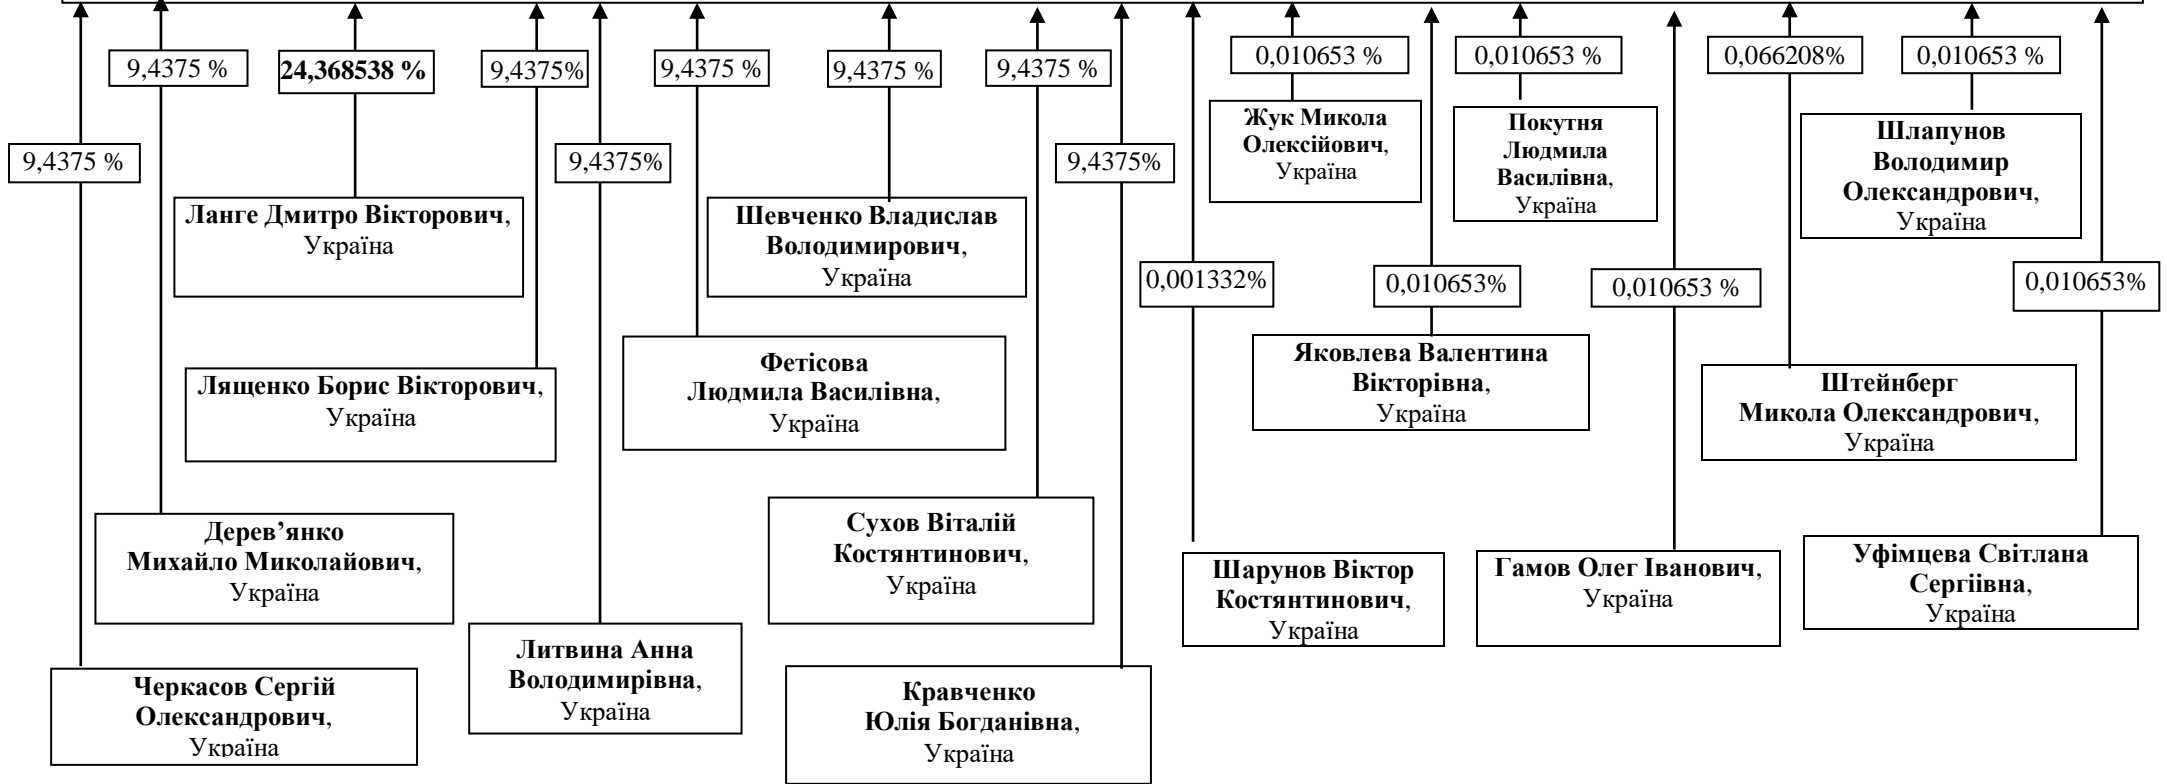 9,4375 %
24,368538 %
9,4375%
9,4375 %
9,4375 %
9,4375 %
0,010653 %
0,010653 %
0,066208%
0,010653 %
Жук Микола
Олексійович,
Україна
Покутня
Людмила
Василівна,
Україна
Шлапунов
Володимир
Олександрович,
Україна
9,4375 %
9,4375%
9,4375%
Ланге Дмитро Вікторович,
Україна
Шевченко Владислав
Володимирович,
Україна
0,001332%
0,010653%
0,010653 %
0,010653%
Лященко Борис Вікторович,
Україна
Фетісова
Людмила Василівна,
Україна
Яковлева Валентина
Вікторівна,
Україна
Штейнберг
Микола Олександрович,
Україна
Дерев’янко
Михайло Миколайович,
Україна
Сухов Віталій
Костянтинович,
Україна
Шарунов Віктор
Костянтинович,
Україна
Гамов Олег Іванович,
Україна
Уфімцева Світлана
Сергіівна,
Україна
Черкасов Сергій
Олександрович,
Україна
Литвина Анна
Володимирівна,
Україна
Кравченко
Юлія Богданівна,
Україна